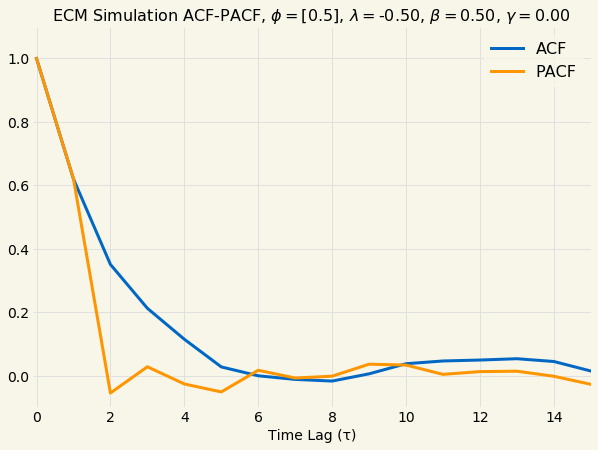 ECM Simulation ACF-PACF, ϕ = [0.5], λ = -0.50, β = 0.50, γ = 0.00
ACF
PACF
1.0
0.8
0.6
0.4
0.2
0.0
0 2 4 6 8 10 12 14
Time Lag (τ)